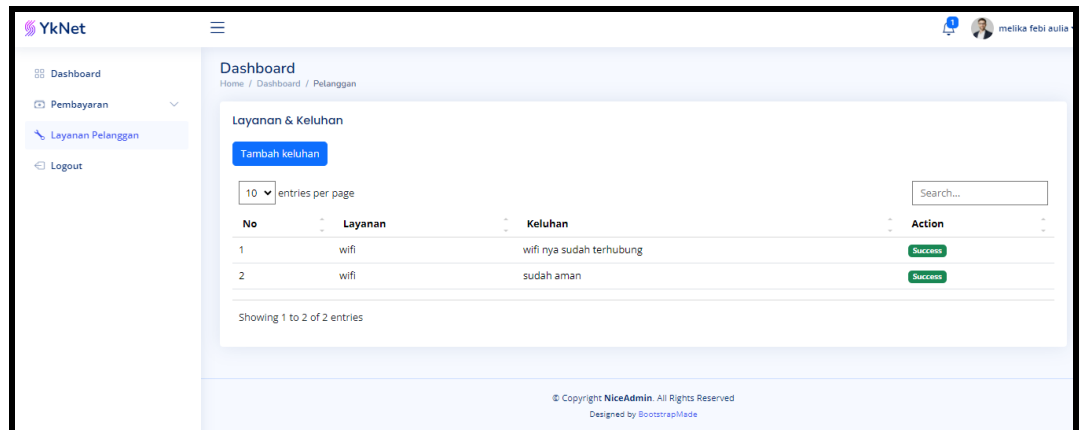 YkNet
1
melika febi aulia
Dashboard
Pembayaran
Layanan Pelanggan
Logout
Dashboard
Home / Dashboard / Pelanggan
Layanan & Keluhan
Tambah keluhan
10 entries per page
Search...
No Layanan Keluhan Action
1 wifi wifi nya sudah terhubung Success
2 wifi sudah aman Success
Showing 1 to 2 of 2 entries
© Copyright NiceAdmin. All Rights Reserved
Designed by BootstrapMade